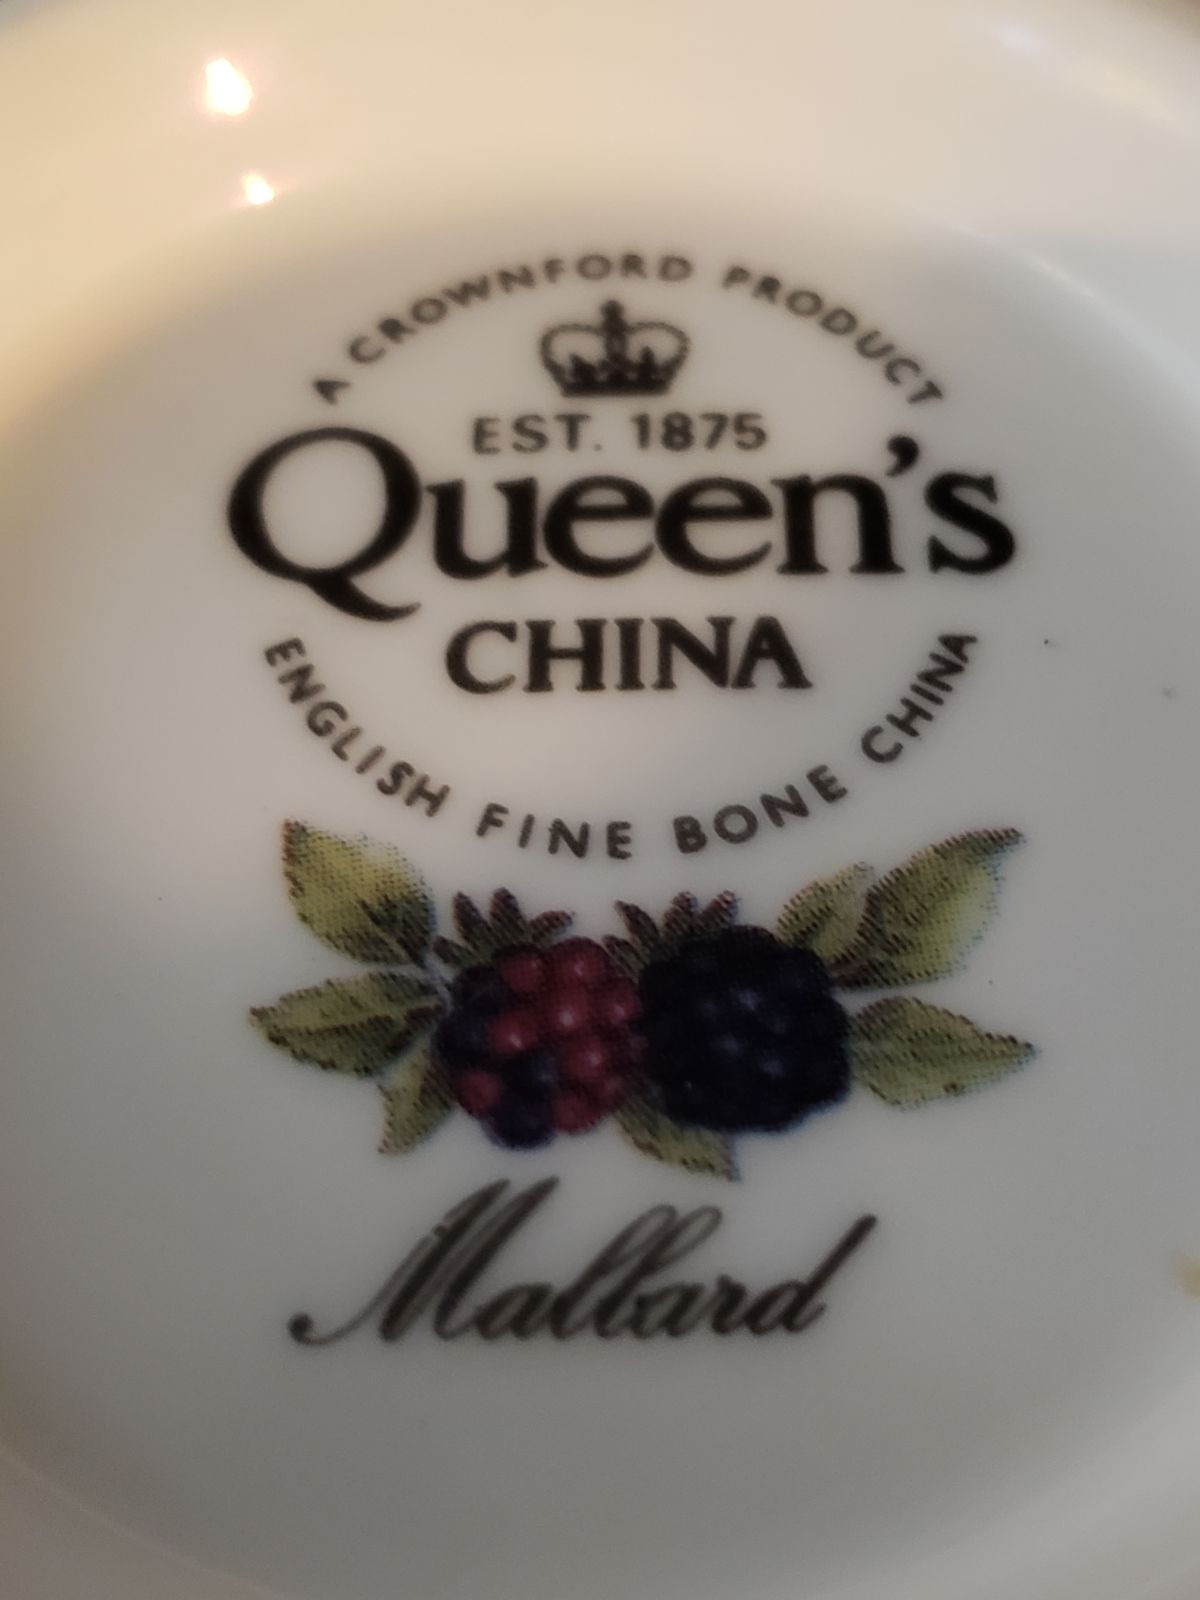 A CROWNFORD PRODUCT
EST. 1875
Queen's
CHINA
ENGLISH FINE BONE CHINA
Mallard